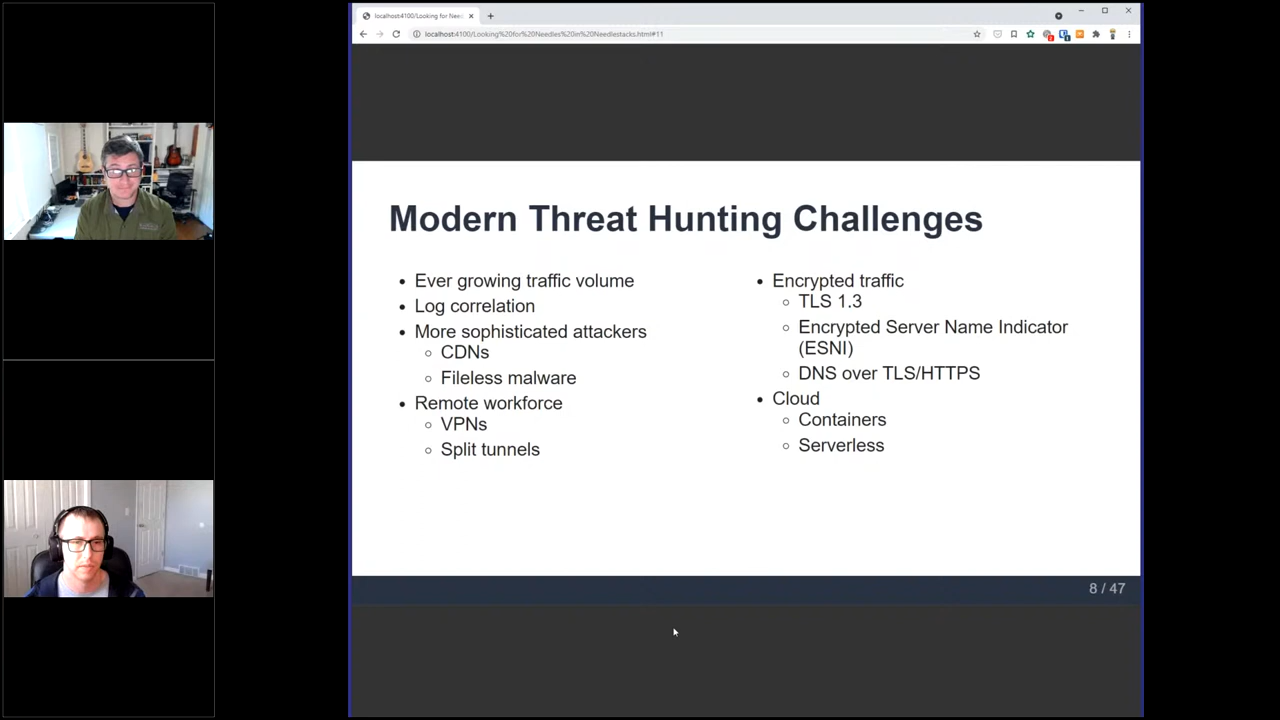 localhost:4100/Looking for Need
localhost:4100/Looking%20for%20Needles%20in%20Needlestacks.html#11
Modern Threat Hunting Challenges
Ever growing traffic volume
Log correlation
More sophisticated attackers
CDNs
Fileless malware
Remote workforce
VPNs
Split tunnels
Encrypted traffic
TLS 1.3
Encrypted Server Name Indicator
(ESNI)
DNS over TLS/HTTPS
Cloud
Containers
Serverless
8 / 47